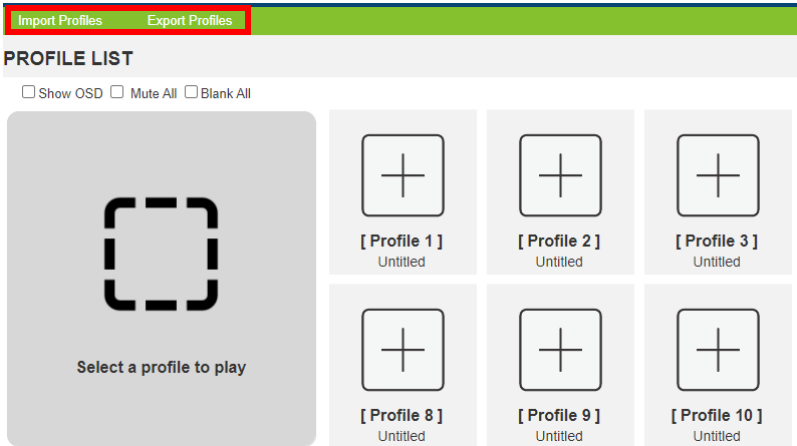 Import Profiles Export Profiles
PROFILE LIST
Show OSD Mute All Blank All
Select a profile to play
[ Profile 1 ] [ Profile 2 ] [ Profile 3 ]
Untitled Untitled Untitled
[ Profile 8 ] [ Profile 9 ] [ Profile 10 ]
Untitled Untitled Untitled